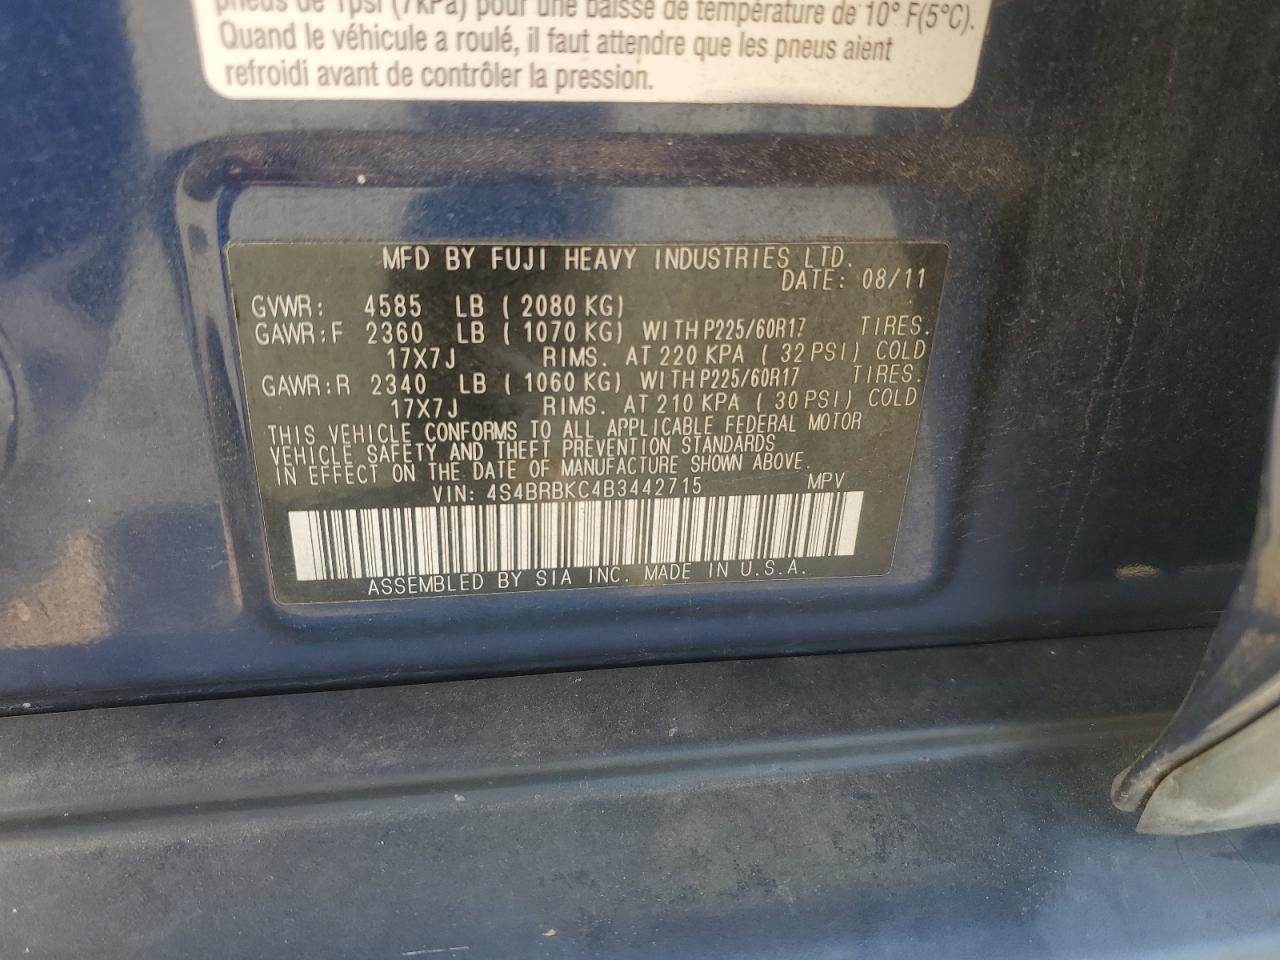 pneus de 1psi (7kPa) pour une baisse de température de 10° F(5°C).
Quand le véhicule a roulé, il faut attendre que les pneus aient
refroidi avant de contrôler la pression.
MFD BY FUJI HEAVY INDUSTRIES LTD.
DATE: 08/11
GVWR: 4585 LB ( 2080 KG)
GAWR:F 2360 LB ( 1070 KG) WITH P225/60R17 TIRES.
17X7J RIMS. AT 220 KPA ( 32 PSI) COLD
GAWR:R 2340 LB ( 1060 KG) WITH P225/60R17 TIRES.
17X7J RIMS. AT 210 KPA ( 30 PSI) COLD
THIS VEHICLE CONFORMS TO ALL APPLICABLE FEDERAL MOTOR
VEHICLE SAFETY AND THEFT PREVENTION STANDARDS
IN EFFECT ON THE DATE OF MANUFACTURE SHOWN ABOVE.
VIN: 4S4BRBKC4B3442715 MPV
ASSEMBLED BY SIA INC. MADE IN U.S.A.